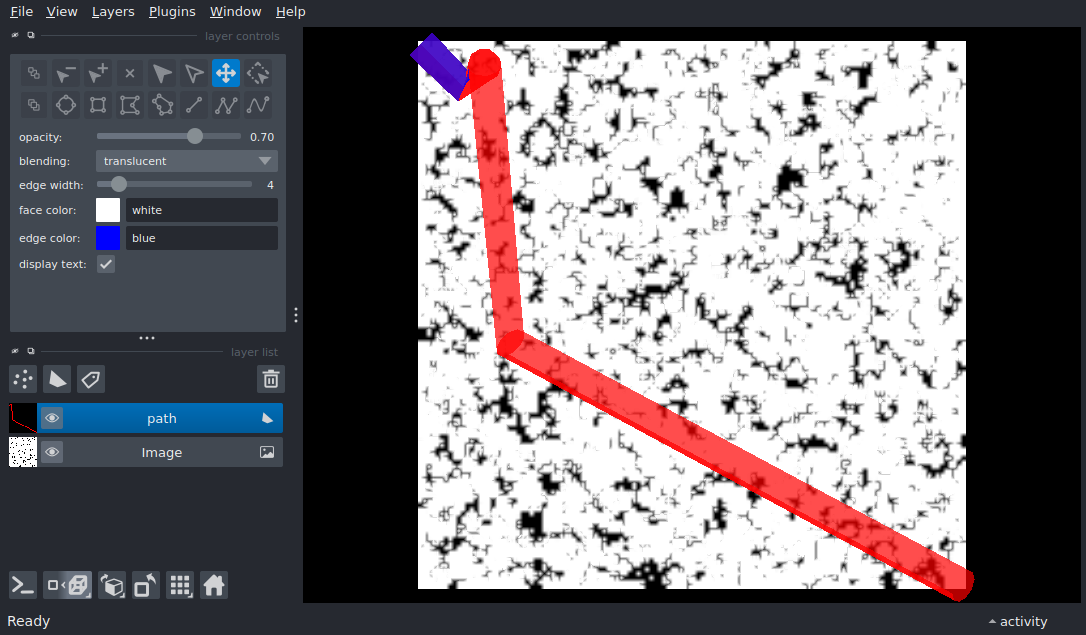 File View Layers Plugins Window Help
layer controls
opacity: 0.70
blending: translucent
edge width: 4
face color: white
edge color: blue
display text:
layer list
path
Image
Ready activity